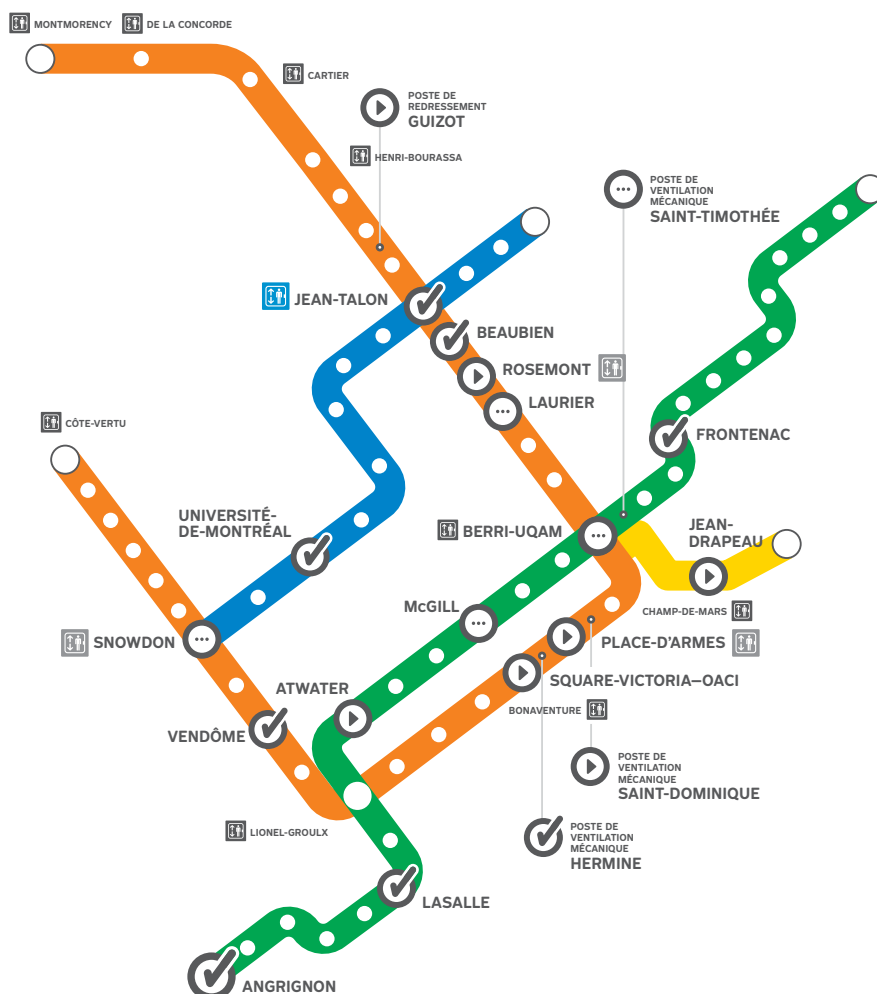 MONTMORENCY
DE LA CONCORDE
CARTIER
POSTE DE
REDRESSEMENT
GUIZOT
HENRI-BOURASSA
POSTE DE
VENTILATION
MÉCANIQUE
SAINT-TIMOTHÉE
JEAN-TALON
BEAUBIEN
ROSEMONT
LAURIER
CÔTE-VERTU
FRONTENAC
UNIVERSITÉ-
DE-MONTRÉAL
BERRI-UQAM
JEAN-
DRAPEAU
McGILL
CHAMP-DE-MARS
SNOWDON
PLACE-D'ARMES
SQUARE-VICTORIA–OACI
ATWATER
BONAVENTURE
VENDÔME
POSTE DE
VENTILATION
MÉCANIQUE
SAINT-DOMINIQUE
LIONEL-GROULX
POSTE DE
VENTILATION
MÉCANIQUE
HERMINE
LASALLE
ANGRIGNON